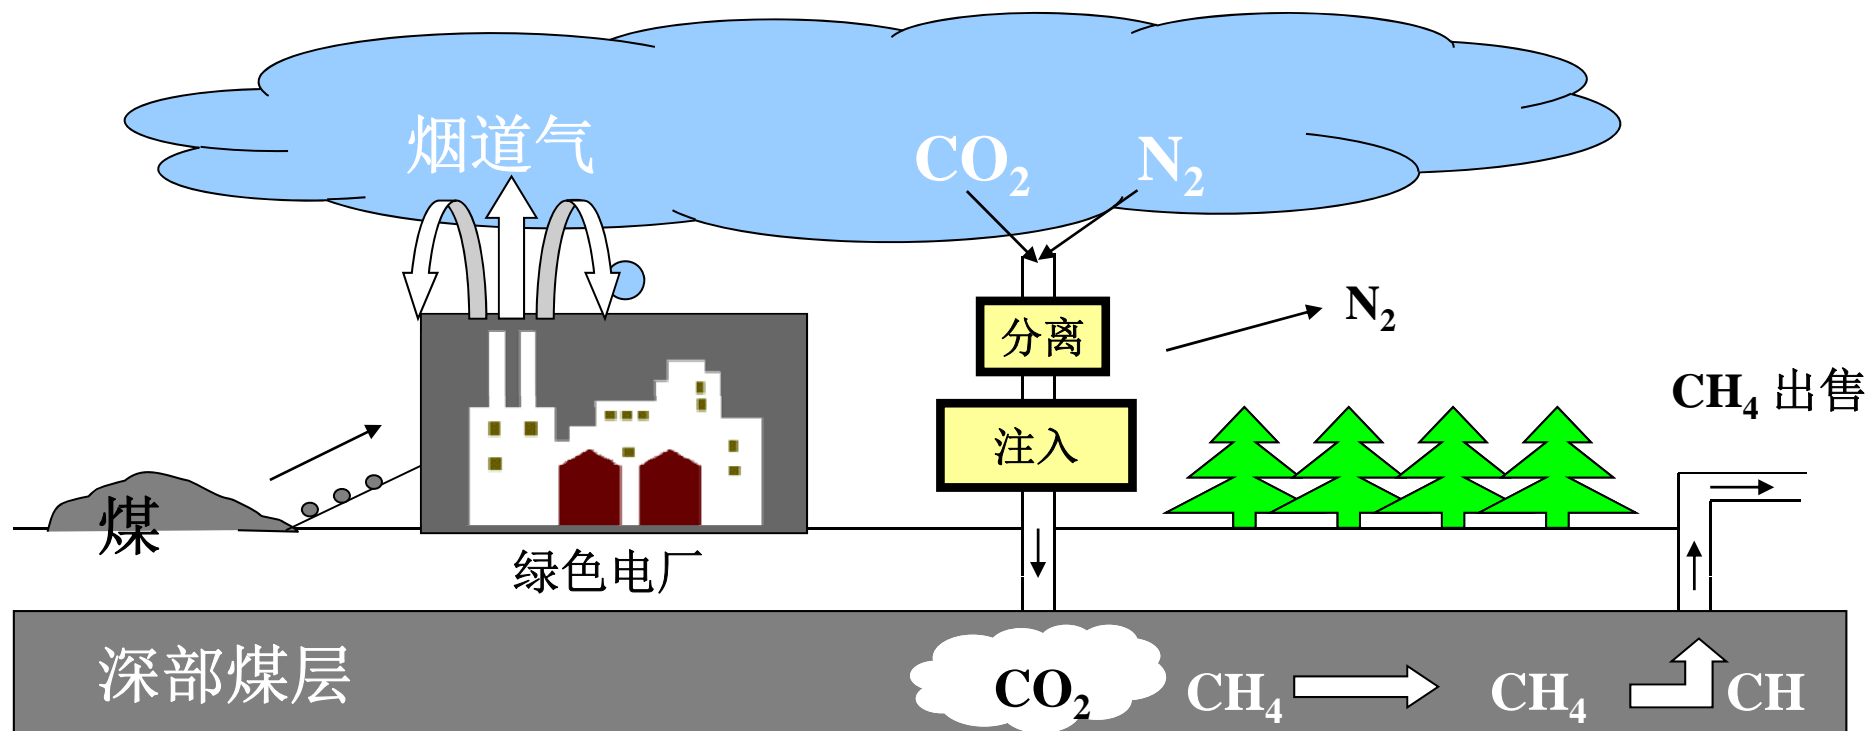 烟道气
CO₂ N₂
分离
N₂
CH₄ 出售
注入
煤
绿色电厂
深部煤层
CO₂ CH₄ CH₄ CH